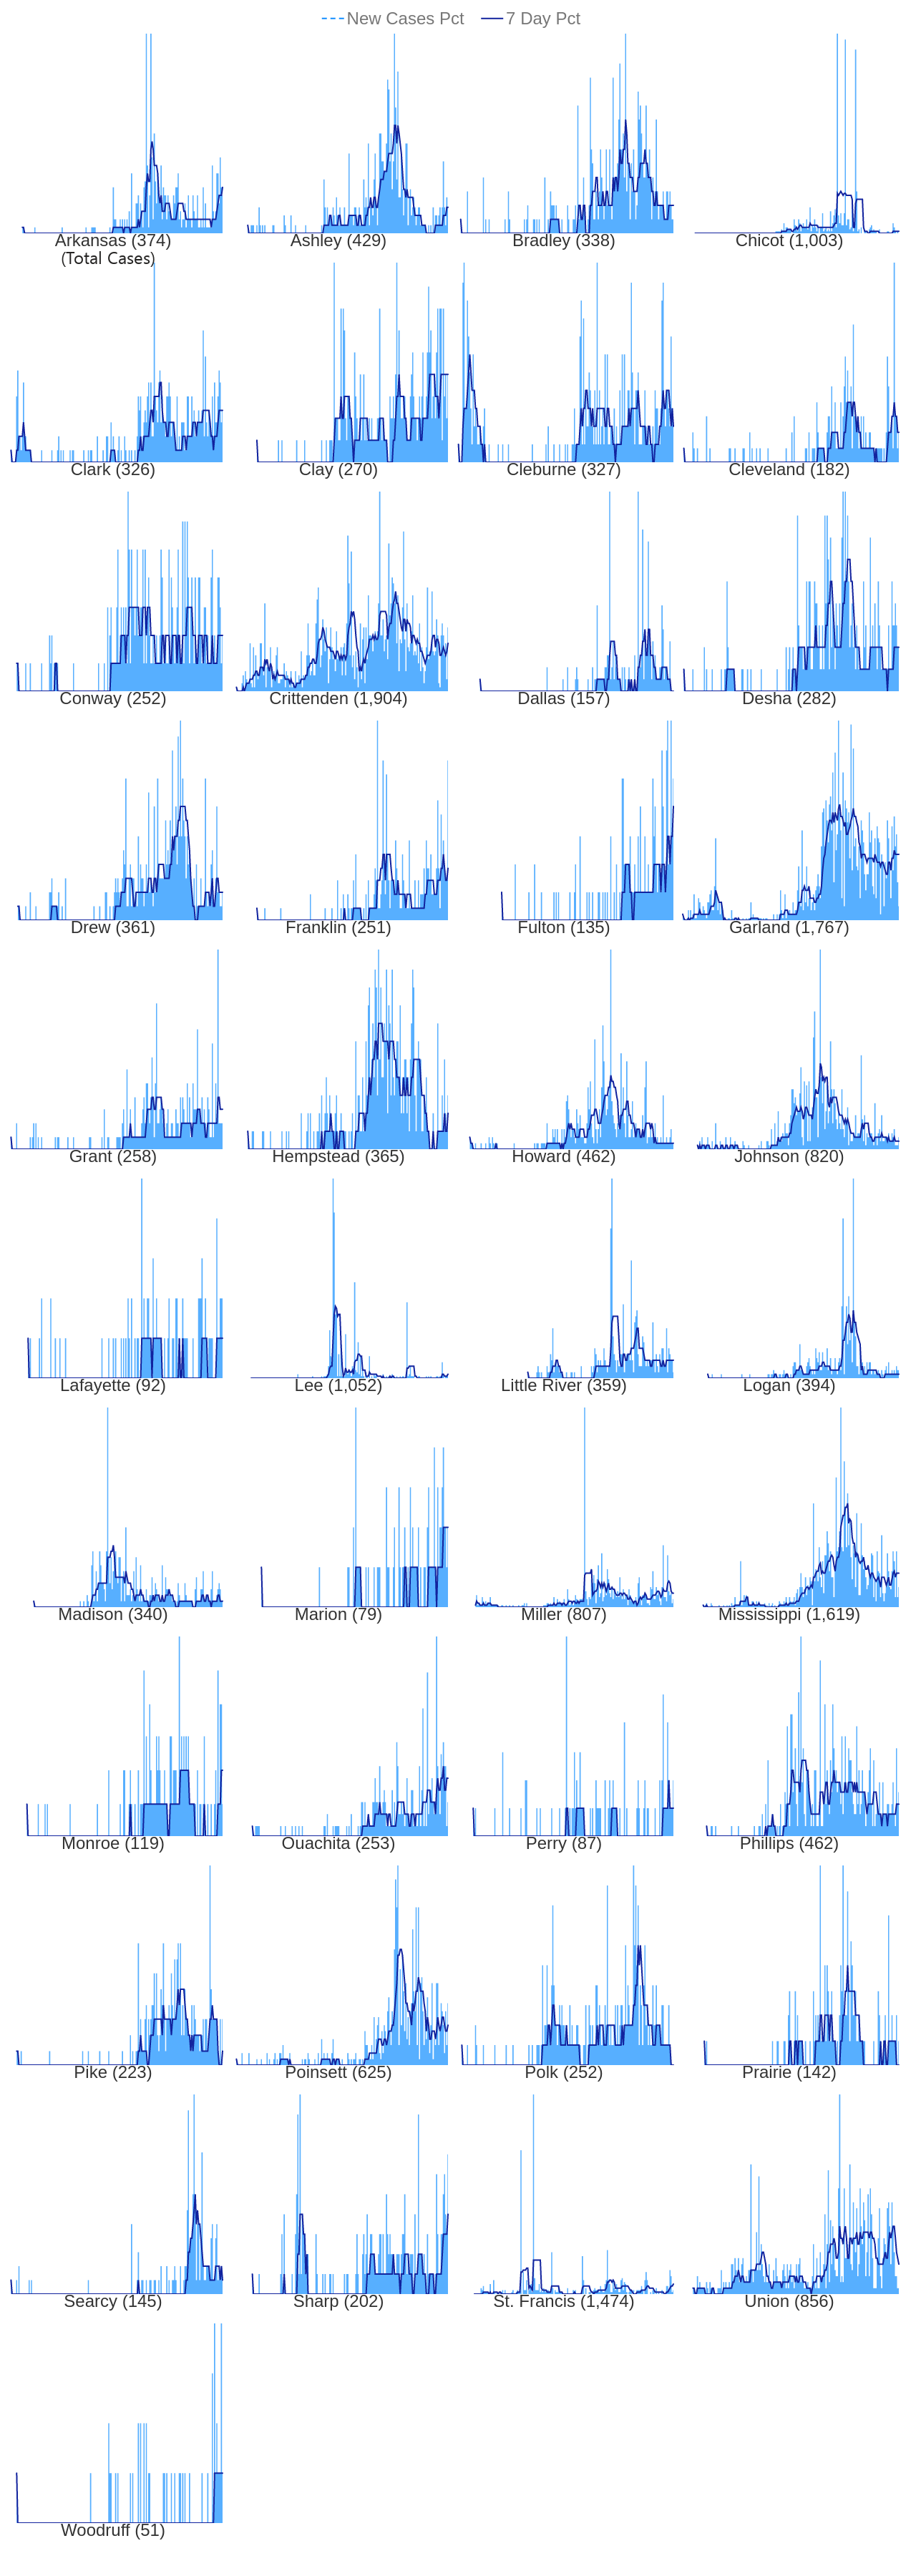 New Cases Pct 7 Day Pct
Arkansas (374) Ashley (429) Bradley (338) Chicot (1,003)
(Total Cases)
Clark (326) Clay (270) Cleburne (327) Cleveland (182)
Conway (252) Crittenden (1,904) Dallas (157) Desha (282)
Drew (361) Franklin (251) Fulton (135) Garland (1,767)
Grant (258) Hempstead (365) Howard (462) Johnson (820)
Lafayette (92) Lee (1,052) Little River (359) Logan (394)
Madison (340) Marion (79) Miller (807) Mississippi (1,619)
Monroe (119) Ouachita (253) Perry (87) Phillips (462)
Pike (223) Poinsett (625) Polk (252) Prairie (142)
Searcy (145) Sharp (202) St. Francis (1,474) Union (856)
Woodruff (51)